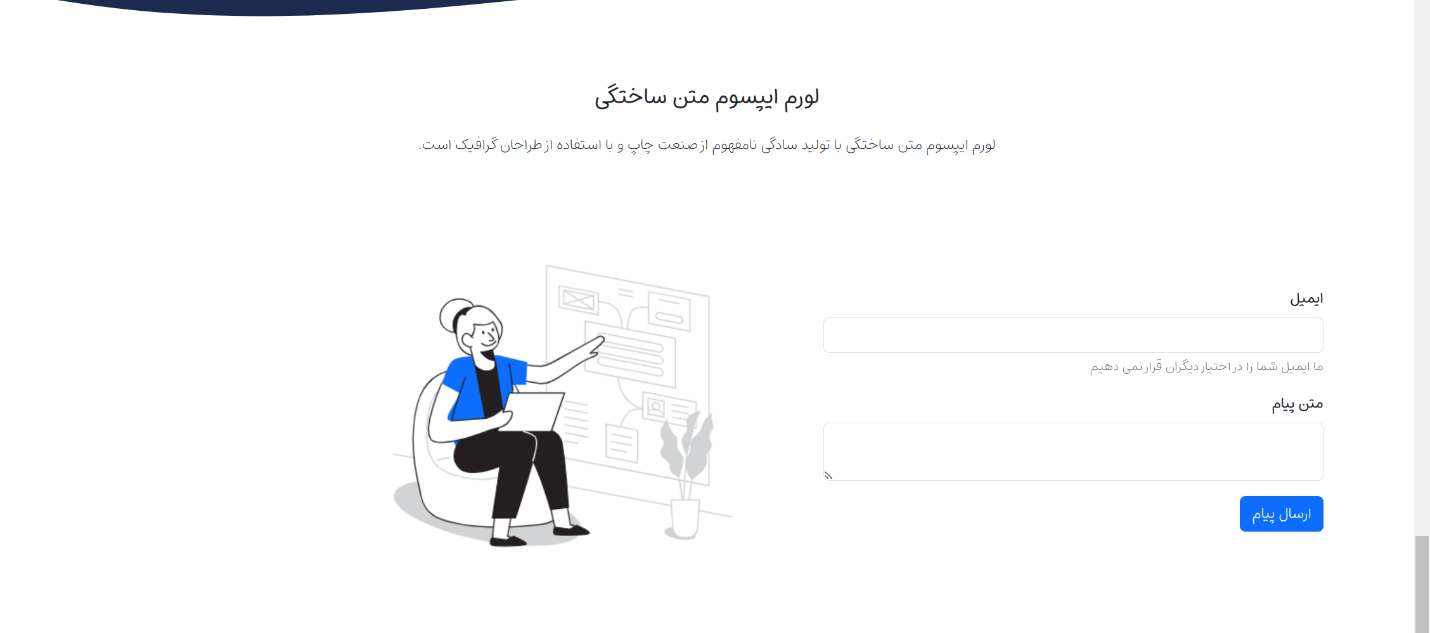 لورم ایپسوم متن ساختگی
لورم ایپسوم متن ساختگی با تولید سادگی نامفهوم از صنعت چاپ و با استفاده از طراحان گرافیک است.
ایمیل
ما ایمیل شما را در اختیار دیگران قرار نمی دهیم
متن پیام
ارسال پیام